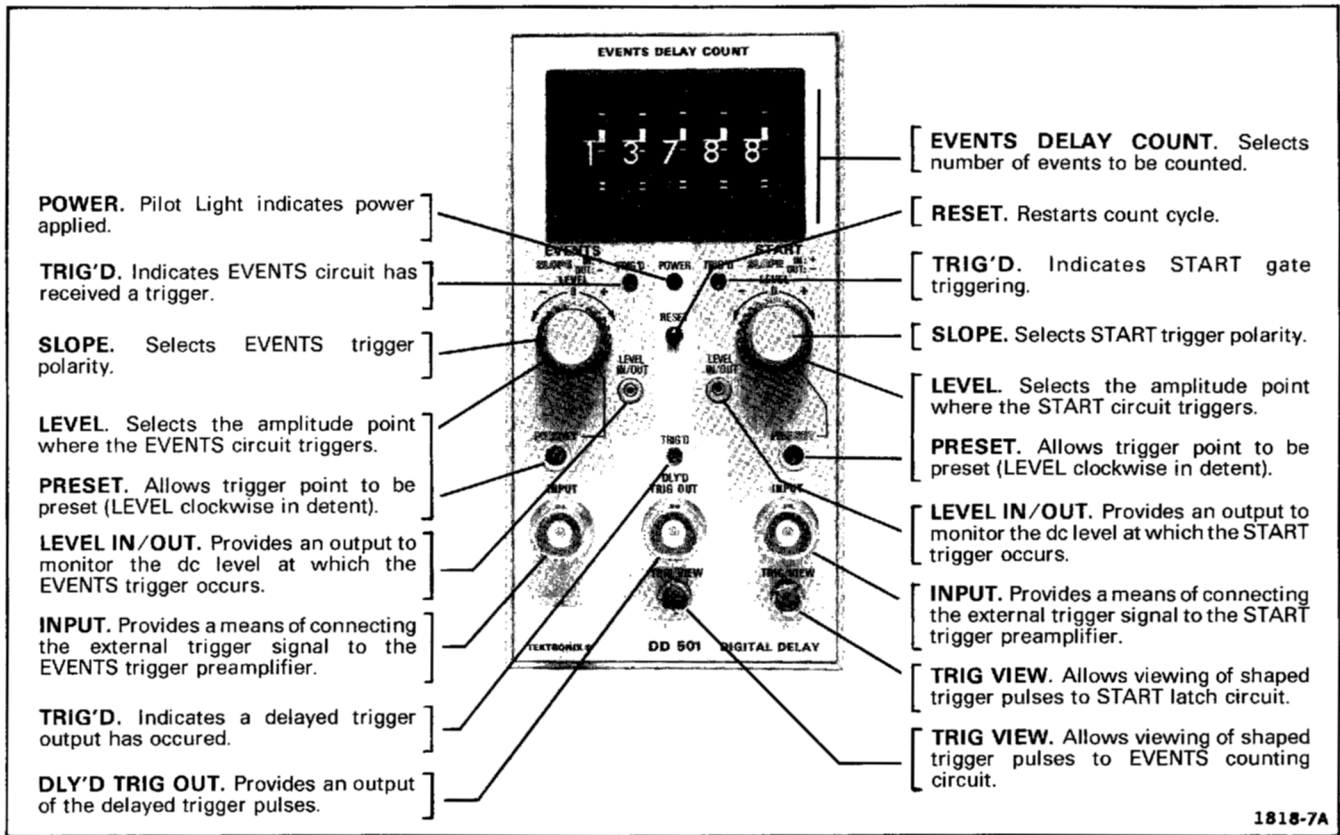 EVENTS DELAY COUNT
1 3 7 8 8
EVENTS
SLOPE IN: +
OUT: -
TRIG'D
POWER
TRIG'D
START
SLOPE IN: +
OUT: -
LEVEL
- 0 +
LEVEL
- 0 +
RESET
LEVEL
IN/OUT
LEVEL
IN/OUT
PRESET
TRIG'D
PRESET
INPUT
DLY'D
TRIG OUT
INPUT
TRIG VIEW
TRIG VIEW
TEKTRONIX®
DD 501
DIGITAL DELAY
POWER. Pilot Light indicates power
applied.
TRIG'D. Indicates EVENTS circuit has
received a trigger.
SLOPE. Selects EVENTS trigger
polarity.
LEVEL. Selects the amplitude point
where the EVENTS circuit triggers.
PRESET. Allows trigger point to be
preset (LEVEL clockwise in detent).
LEVEL IN/OUT. Provides an output to
monitor the dc level at which the
EVENTS trigger occurs.
INPUT. Provides a means of connecting
the external trigger signal to the
EVENTS trigger preamplifier.
TRIG'D. Indicates a delayed trigger
output has occured.
DLY'D TRIG OUT. Provides an output
of the delayed trigger pulses.
EVENTS DELAY COUNT. Selects
number of events to be counted.
RESET. Restarts count cycle.
TRIG'D. Indicates START gate
triggering.
SLOPE. Selects START trigger polarity.
LEVEL. Selects the amplitude point
where the START circuit triggers.
PRESET. Allows trigger point to be
preset (LEVEL clockwise in detent).
LEVEL IN/OUT. Provides an output to
monitor the dc level at which the START
trigger occurs.
INPUT. Provides a means of connecting
the external trigger signal to the START
trigger preamplifier.
TRIG VIEW. Allows viewing of shaped
trigger pulses to START latch circuit.
TRIG VIEW. Allows viewing of shaped
trigger pulses to EVENTS counting
circuit.
1818-7A